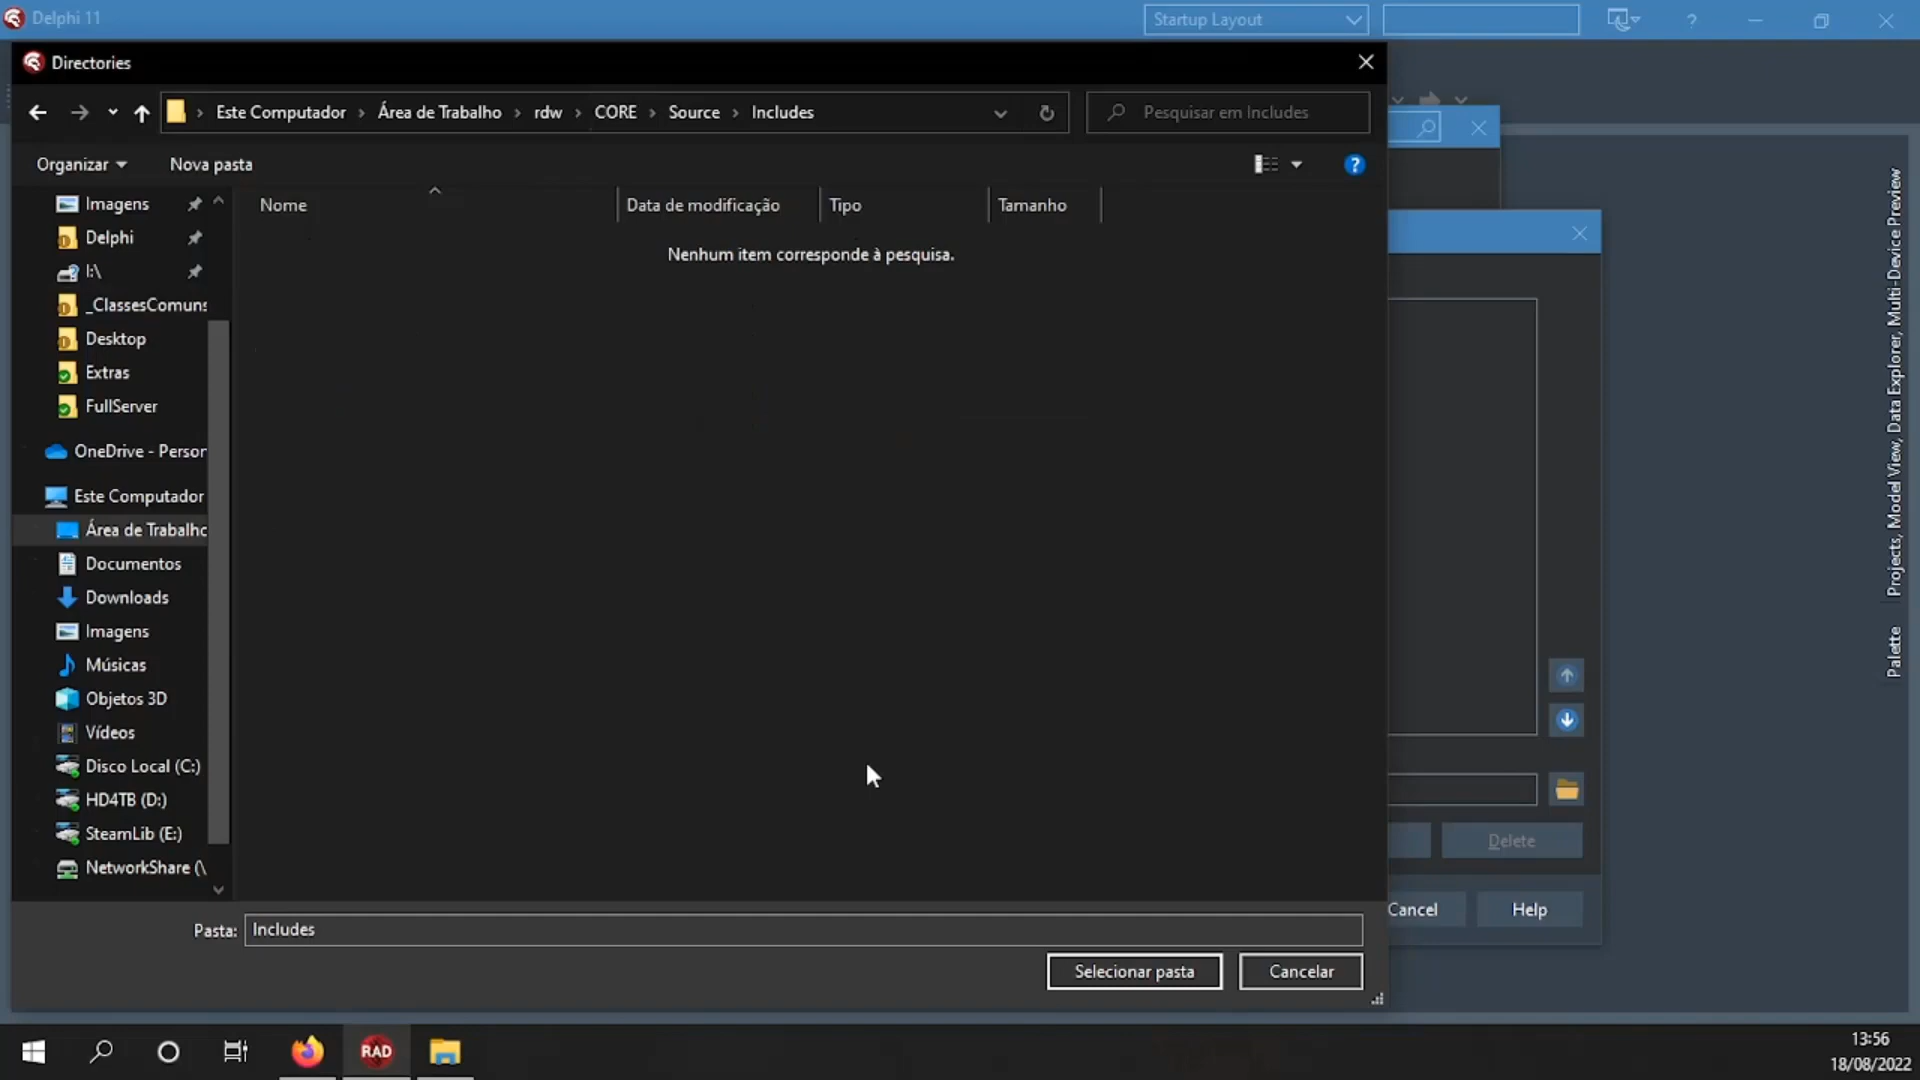 Delphi 11
Startup Layout
?
Directories
Este Computador > Área de Trabalho > rdw > CORE > Source > Includes
Pesquisar em Includes
Organizar
Nova pasta
?
Nome
Data de modificação
Tipo
Tamanho
Nenhum item corresponde à pesquisa.
Imagens
Delphi
I:\
_ClassesComuns
Desktop
Extras
FullServer
OneDrive - Person
Este Computador
Área de Trabalho
Documentos
Downloads
Imagens
Músicas
Objetos 3D
Vídeos
Disco Local (C:)
HD4TB (D:)
SteamLib (E:)
NetworkShare (\
Pasta:
Includes
Selecionar pasta
Cancelar
Delete
Cancel
Help
Projects, Model View, Data Explorer, Multi-Device Preview
Palette
RAD
13:56
18/08/2022